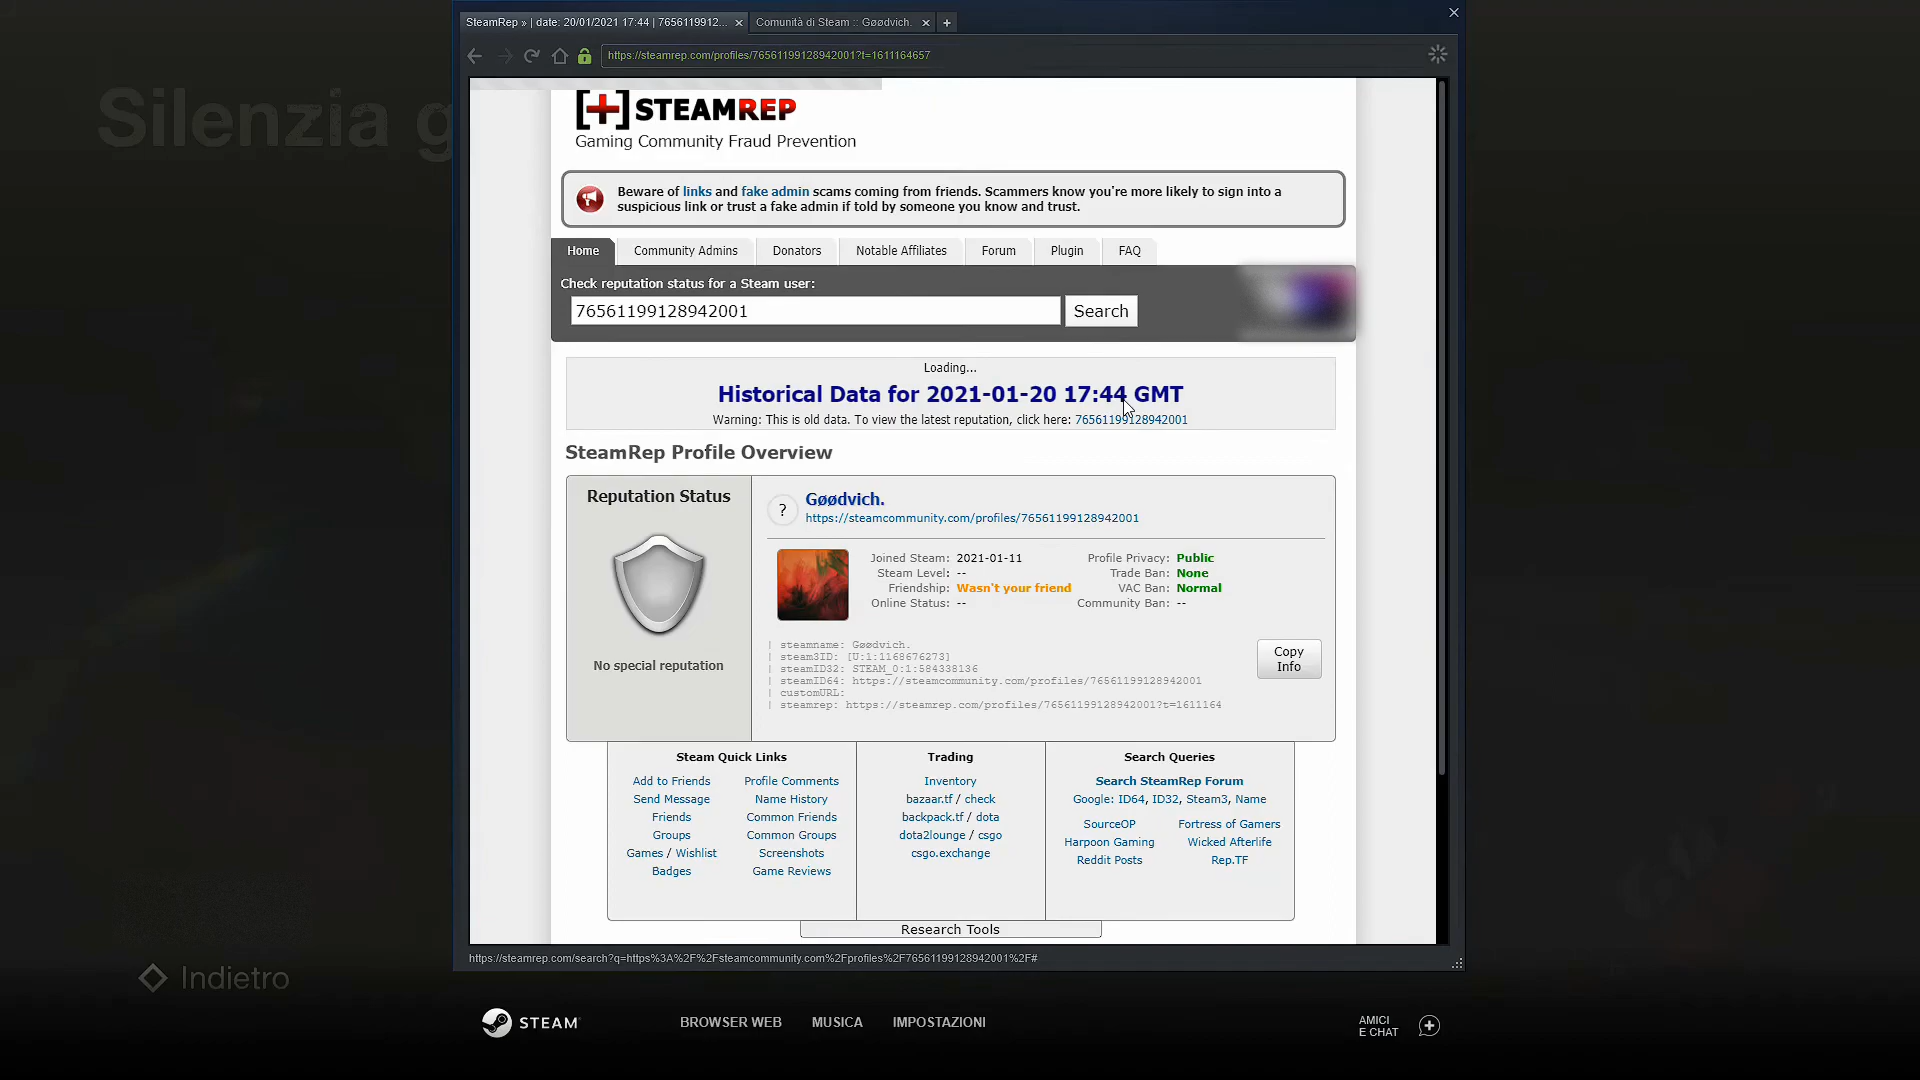 SteamRep » | date: 20/01/2021 17:44 | 7656119912...
Comunità di Steam :: Gøødvich.
https://steamrep.com/profiles/76561199128942001?t=1611164657
Silenzia g
[+] STEAMREP
Gaming Community Fraud Prevention
Beware of links and fake admin scams coming from friends. Scammers know you're more likely to sign into a
suspicious link or trust a fake admin if told by someone you know and trust.
Home Community Admins Donators Notable Affiliates Forum Plugin FAQ
Check reputation status for a Steam user:
76561199128942001 Search
Loading...
Historical Data for 2021-01-20 17:44 GMT
Warning: This is old data. To view the latest reputation, click here: 76561199128942001
SteamRep Profile Overview
Reputation Status
No special reputation
? Gøødvich.
https://steamcommunity.com/profiles/76561199128942001
Joined Steam: 2021-01-11 Profile Privacy: Public
Steam Level: -- Trade Ban: None
Friendship: Wasn't your friend VAC Ban: Normal
Online Status: -- Community Ban: --
| steamname: Gøødvich.
| steam3ID: [U:1:1168676273]
| steamID32: STEAM_0:1:584338136
| steamID64: https://steamcommunity.com/profiles/76561199128942001
| customURL:
| steamrep: https://steamrep.com/profiles/76561199128942001?t=1611164
Copy
Info
Steam Quick Links Trading Search Queries
Add to Friends Profile Comments Inventory Search SteamRep Forum
Send Message Name History bazaar.tf / check Google: ID64, ID32, Steam3, Name
Friends Common Friends backpack.tf / dota SourceOP Fortress of Gamers
Groups Common Groups dota2lounge / csgo Harpoon Gaming Wicked Afterlife
Games / Wishlist Screenshots csgo.exchange Reddit Posts Rep.TF
Badges Game Reviews
Research Tools
https://steamrep.com/search?q=https%3A%2F%2Fsteamcommunity.com%2Fprofiles%2F76561199128942001%2F#
Indietro
STEAM BROWSER WEB MUSICA IMPOSTAZIONI
AMICI
E CHAT